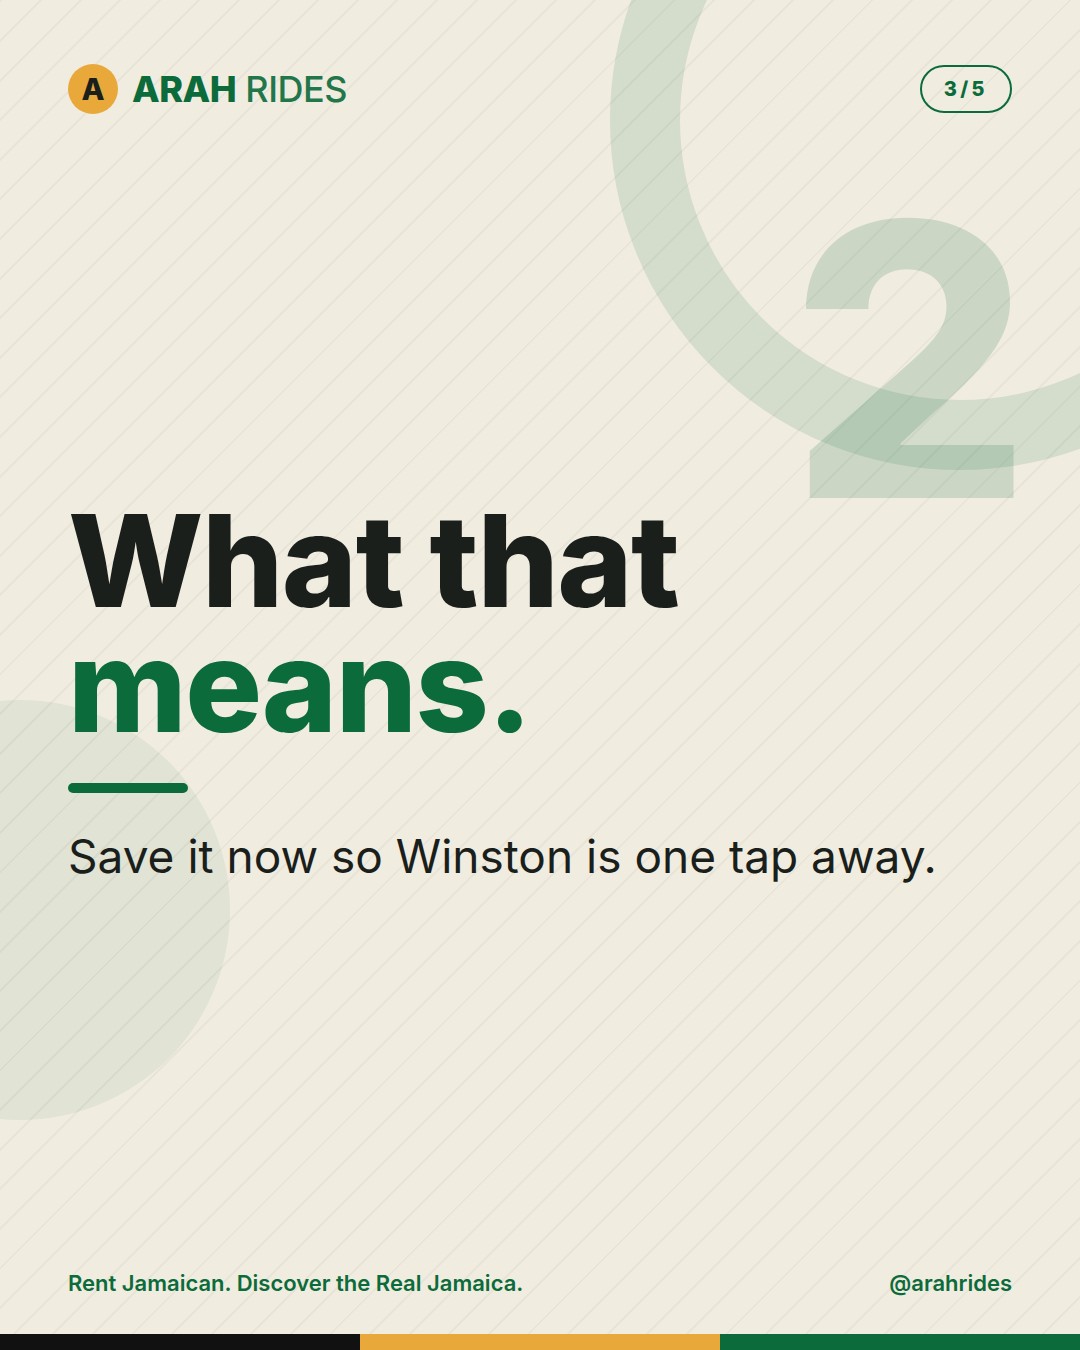 A ARAH RIDES
3/5
2
What that
means.
Save it now so Winston is one tap away.
Rent Jamaican. Discover the Real Jamaica.
@arahrides